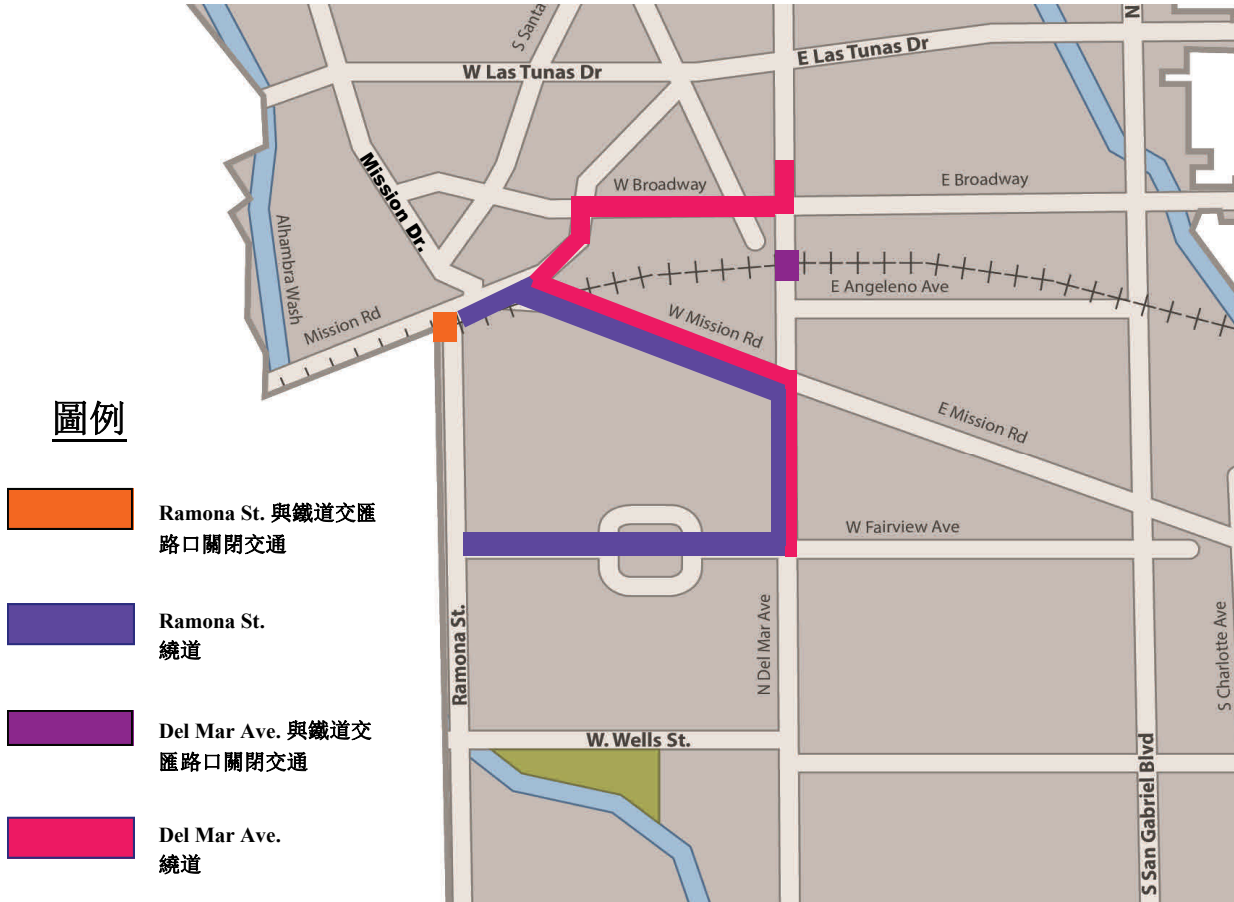 S Santa
N
E Las Tunas Dr
W Las Tunas Dr
Mission Dr.
W Broadway
E Broadway
Alhambra Wash
Mission Rd
E Angeleno Ave
W Mission Rd
E Mission Rd
圖例
Ramona St. 與鐵道交匯
路口關閉交通
Ramona St.
繞道
Del Mar Ave. 與鐵道交
匯路口關閉交通
Del Mar Ave.
繞道
W Fairview Ave
Ramona St.
N Del Mar Ave
S Charlotte Ave
W. Wells St.
S San Gabriel Blvd